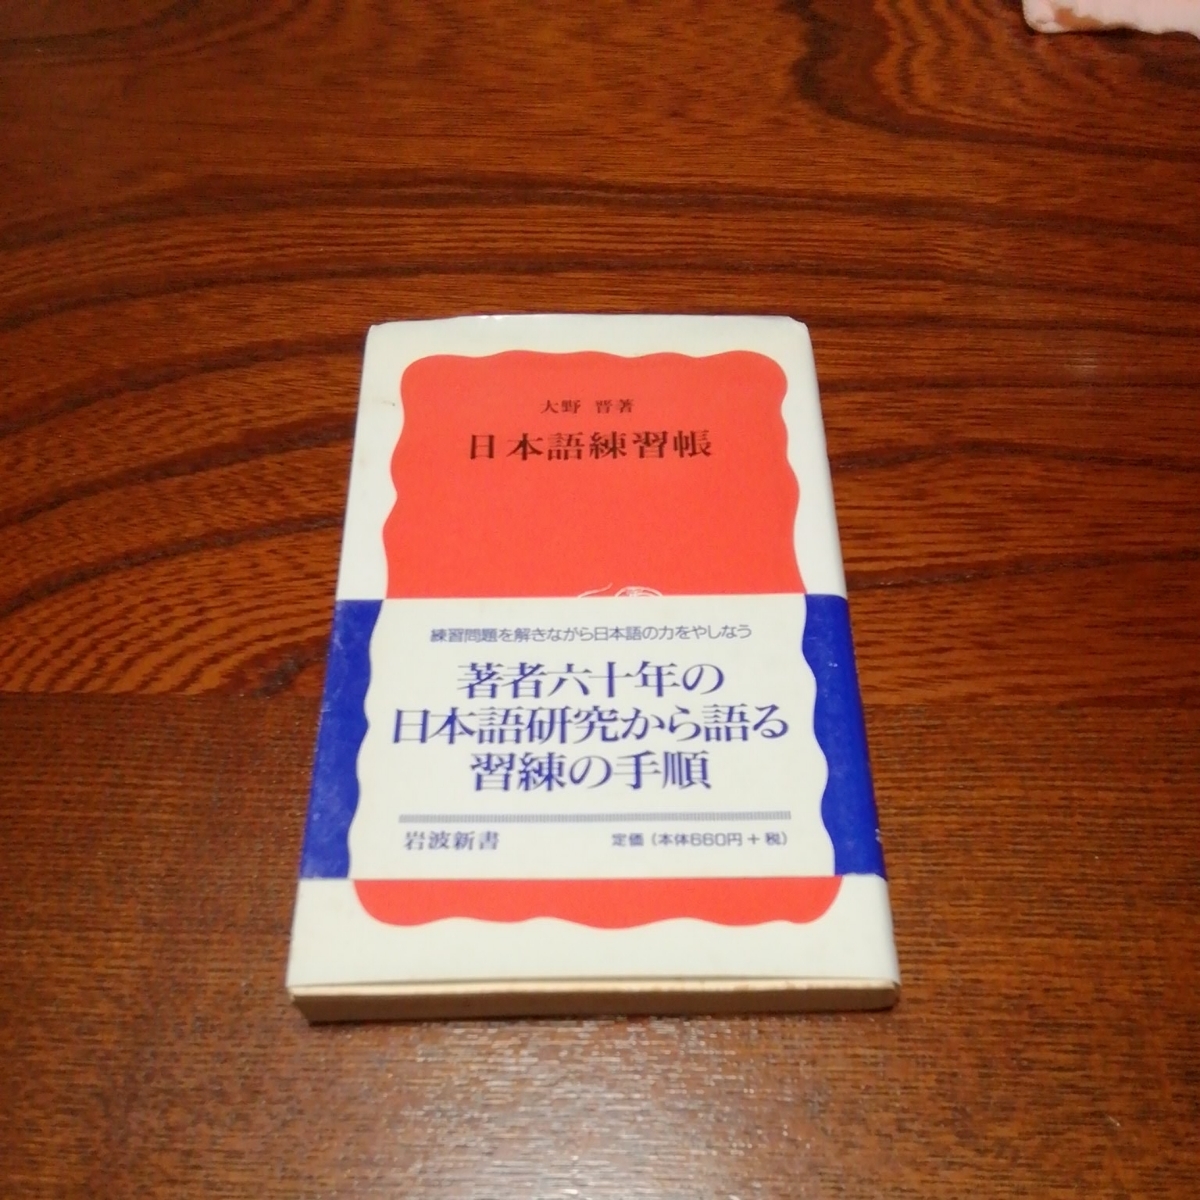 大野 晋著
日本語練習帳
練習問題を解きながら日本語の力をやしなう
著者六十年の
日本語研究から語る
習練の手順
岩波新書
定価（本体660円＋税）